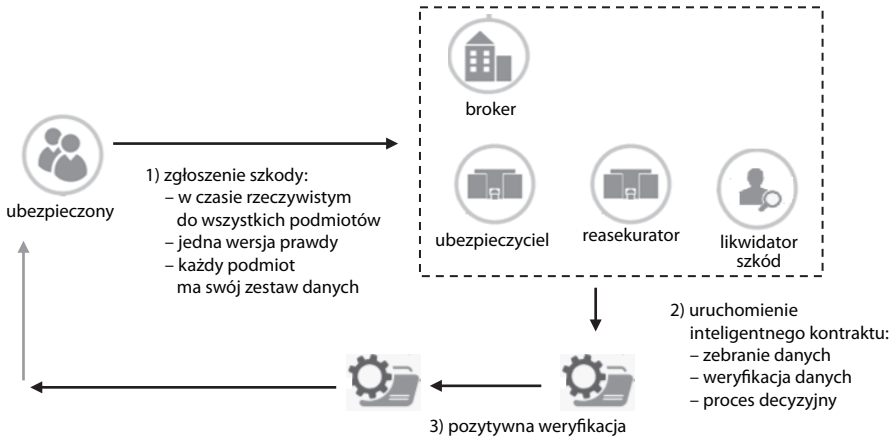 broker
ubezpieczony
1) zgłoszenie szkody:
– w czasie rzeczywistym
do wszystkich podmiotów
– jedna wersja prawdy
– każdy podmiot
ma swój zestaw danych
ubezpieczyciel
reasekurator
likwidator
szkód
2) uruchomienie
inteligentnego kontraktu:
– zebranie danych
– weryfikacja danych
– proces decyzyjny
3) pozytywna weryfikacja